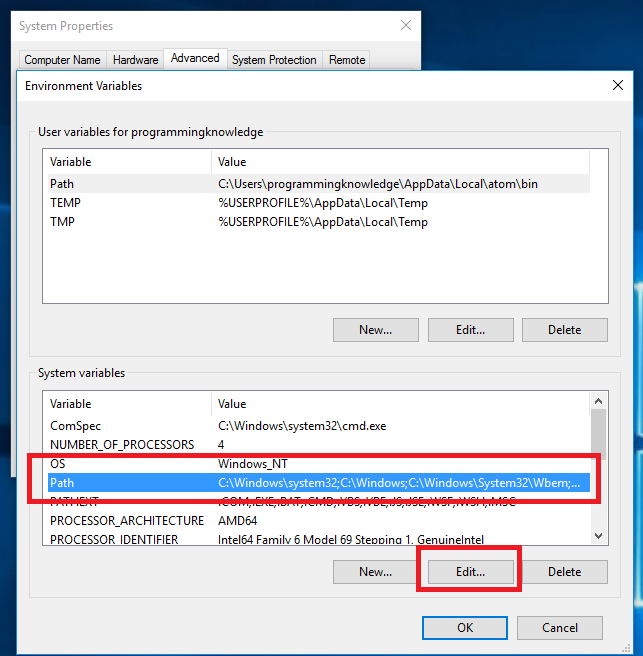 System Properties
Computer Name Hardware Advanced System Protection Remote
Environment Variables
User variables for programmingknowledge
Variable Value
Path C:\Users\programmingknowledge\AppData\Local\atom\bin
TEMP %USERPROFILE%\AppData\Local\Temp
TMP %USERPROFILE%\AppData\Local\Temp
New... Edit... Delete
System variables
Variable Value
ComSpec C:\Windows\system32\cmd.exe
NUMBER_OF_PROCESSORS 4
OS Windows_NT
Path C:\Windows\system32;C:\Windows;C:\Windows\System32\Wbem;...
PATHEXT .COM;.EXE;.BAT;.CMD;.VBS;.VBE;.JS;.JSE;.WSF;.WSH;.MSC
PROCESSOR_ARCHITECTURE AMD64
PROCESSOR_IDENTIFIER Intel64 Family 6 Model 69 Stepping 1, GenuineIntel
New... Edit... Delete
OK Cancel